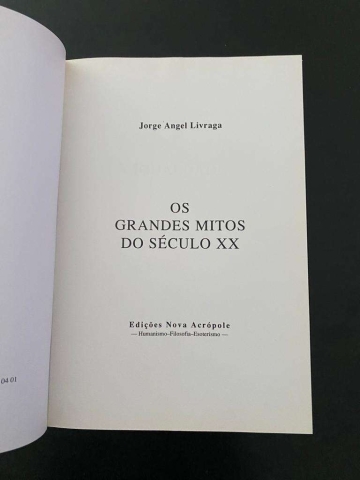 Jorge Angel Livraga
OS
GRANDES MITOS
DO SÉCULO XX
Edições Nova Acrópole
— Humanismo-Filosofia-Esoterismo —
04 01